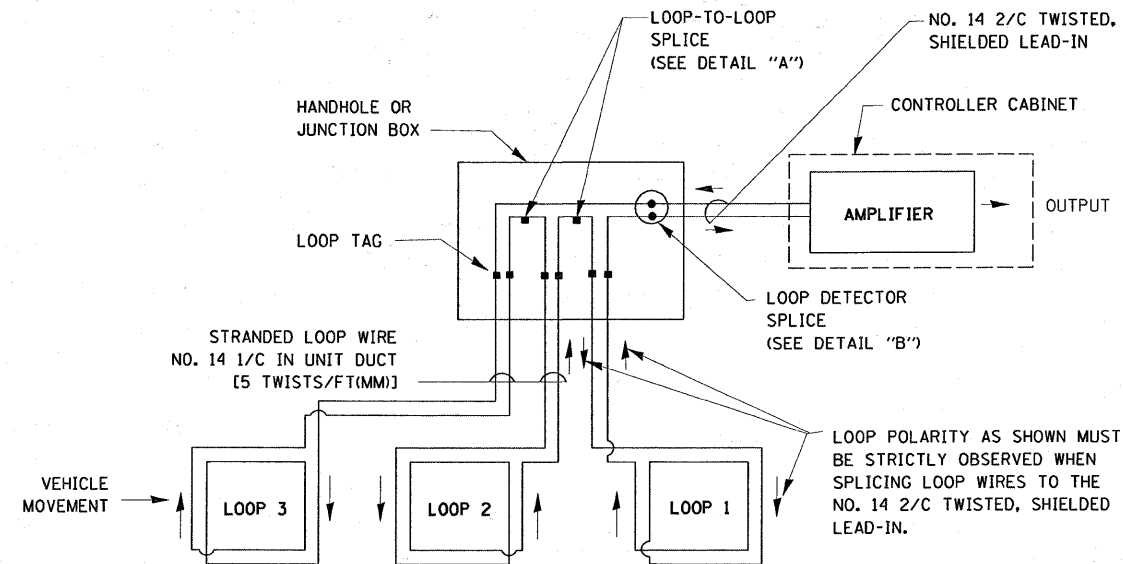 LOOP-TO-LOOP
SPLICE
(SEE DETAIL "A")
NO. 14 2/C TWISTED,
SHIELDED LEAD-IN
HANDHOLE OR
JUNCTION BOX
CONTROLLER CABINET
AMPLIFIER
OUTPUT
LOOP TAG
LOOP DETECTOR
SPLICE
(SEE DETAIL "B")
STRANDED LOOP WIRE
NO. 14 1/C IN UNIT DUCT
[5 TWISTS/FT(MM)]
LOOP POLARITY AS SHOWN MUST
BE STRICTLY OBSERVED WHEN
SPLICING LOOP WIRES TO THE
NO. 14 2/C TWISTED, SHIELDED
LEAD-IN.
VEHICLE
MOVEMENT
LOOP 3
LOOP 2
LOOP 1